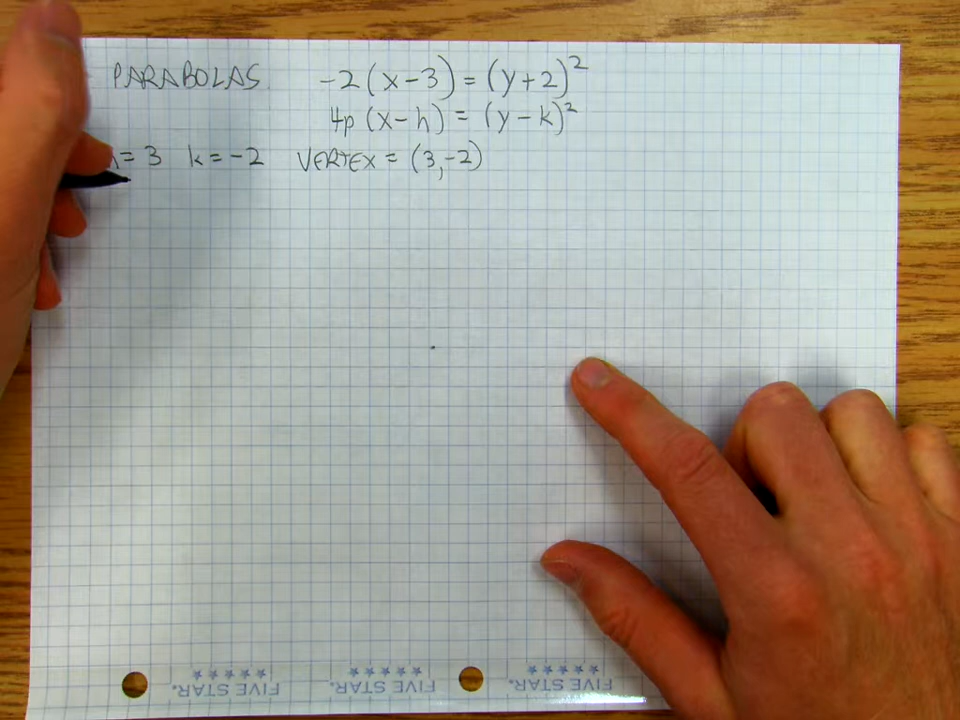 PARABOLAS -2(x-3) = (y+2)²
4p(x-h) = (y-k)²
= 3 k = -2 VERTEX = (3,-2)
★★★★★ ★★★★★ ★★★★★
FIVE STAR. FIVE STAR. FIVE STAR.